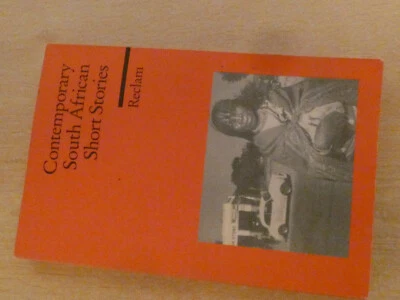 Contemporary
South African
Short Stories
Reclam